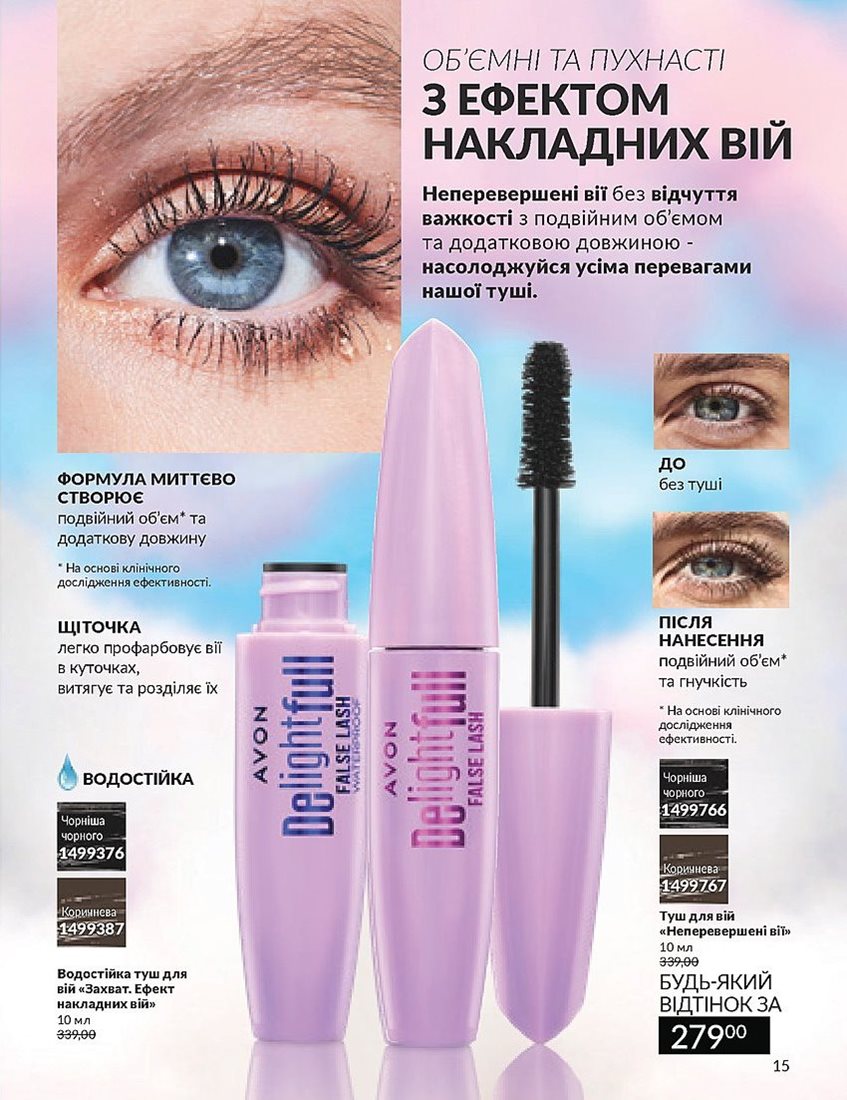 ОБ’ЄМНІ ТА ПУХНАСТІ
З ЕФЕКТОМ
НАКЛАДНИХ ВІЙ
Неперевершені вії без відчуття
важкості з подвійним об’ємом
та додатковою довжиною -
насолоджуйся усіма перевагами
нашої туші.
ФОРМУЛА МИТТЄВО
СТВОРЮЄ
подвійний об’єм* та
додаткову довжину
* На основі клінічного
дослідження ефективності.
ЩІТОЧКА
легко профарбовує вії
в куточках,
витягує та розділяє їх
ВОДОСТІЙКА
Чорніша
чорного
1499376
Коричнева
1499387
Водостійка туш для
вій «Захват. Ефект
накладних вій»
10 мл
339,00
AVON
Delightfull
FALSE LASH
WATERPROOF
AVON
Delightfull
FALSE LASH
ДО
без туші
ПІСЛЯ
НАНЕСЕННЯ
подвійний об’єм*
та гнучкість
* На основі клінічного
дослідження
ефективності.
Чорніша
чорного
1499766
Коричнева
1499767
Туш для вій
«Неперевершені вії»
10 мл
339,00
БУДЬ-ЯКИЙ
ВІДТІНОК ЗА
279⁰⁰
15